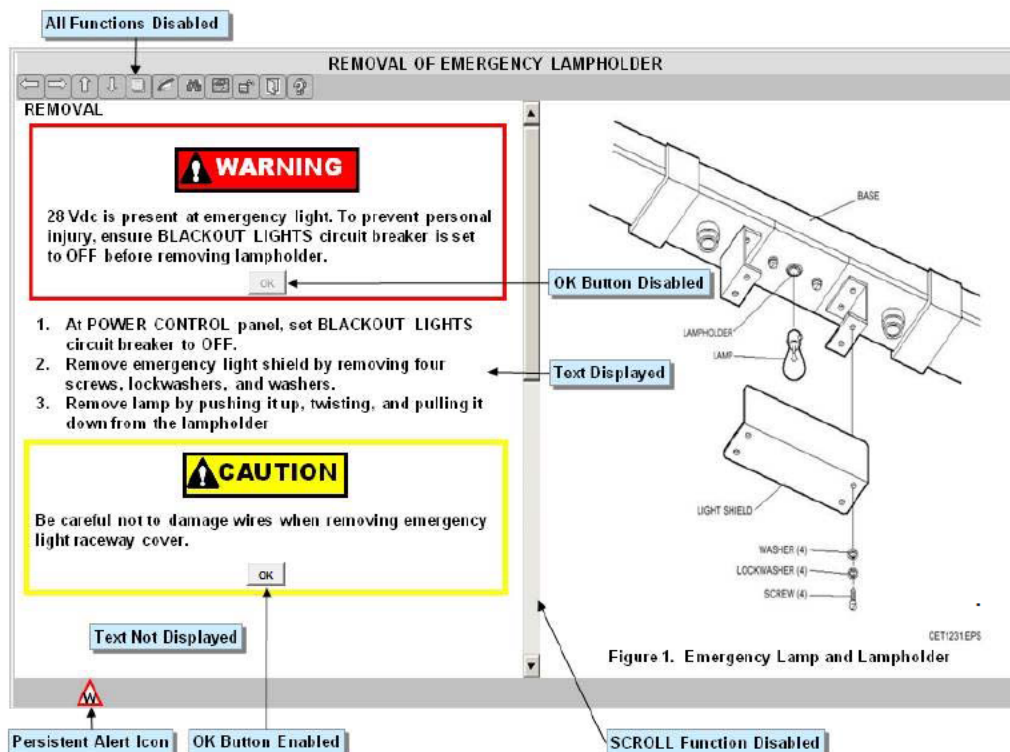 All Functions Disabled
REMOVAL OF EMERGENCY LAMPHOLDER
REMOVAL
WARNING
28 Vdc is present at emergency light. To prevent personal
injury, ensure BLACKOUT LIGHTS circuit breaker is set
to OFF before removing lampholder.
OK
OK Button Disabled
1. At POWER CONTROL panel, set BLACKOUT LIGHTS
circuit breaker to OFF.
2. Remove emergency light shield by removing four
screws, lockwashers, and washers.
3. Remove lamp by pushing it up, twisting, and pulling it
down from the lampholder
Text Displayed
CAUTION
Be careful not to damage wires when removing emergency
light raceway cover.
OK
Text Not Displayed
BASE
LAMPHOLDER
LAMP
LIGHT SHIELD
WASHER (4)
LOCKWASHER (4)
SCREW (4)
CET1231.EPS
Figure 1. Emergency Lamp and Lampholder
W
Persistent Alert Icon
OK Button Enabled
SCROLL Function Disabled